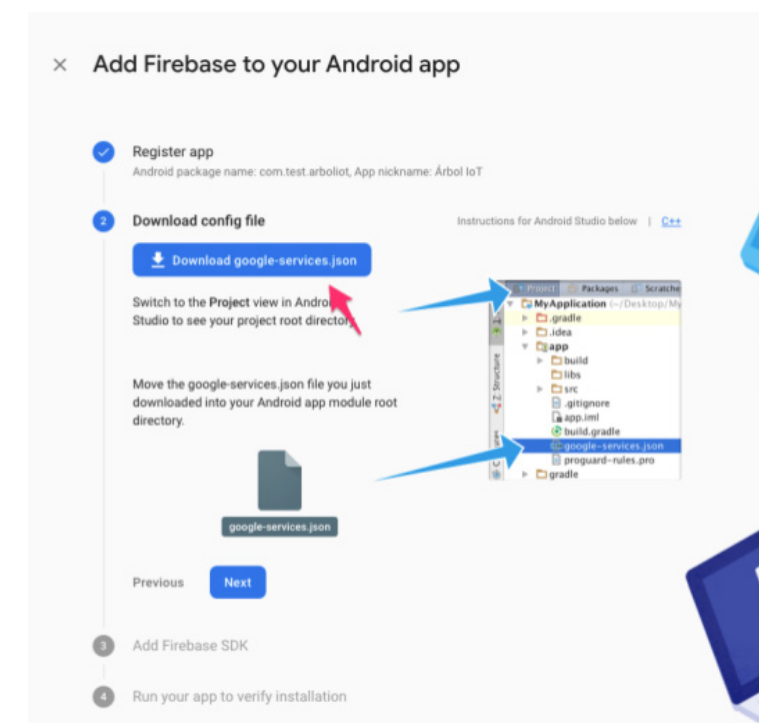 Add Firebase to your Android app
Register app
Android package name: com.test.arboliot, App nickname: Árbol IoT
2
Download config file
Instructions for Android Studio below | C++
Download google-services.json
Switch to the Project view in
Studio to see your project root directory
Move the google-services.json file you just
downloaded into your Android app module root
directory.
google-services.json
Project
Packages
MyApplication (~/Desktop/My
.gradle
.idea
app
build
libs
src
.gitignore
app.iml
build.gradle
google-services.json
proguard-rules.pro
gradle
Z: Structure
Previous
Next
3
Add Firebase SDK
4
Run your app to verify installation